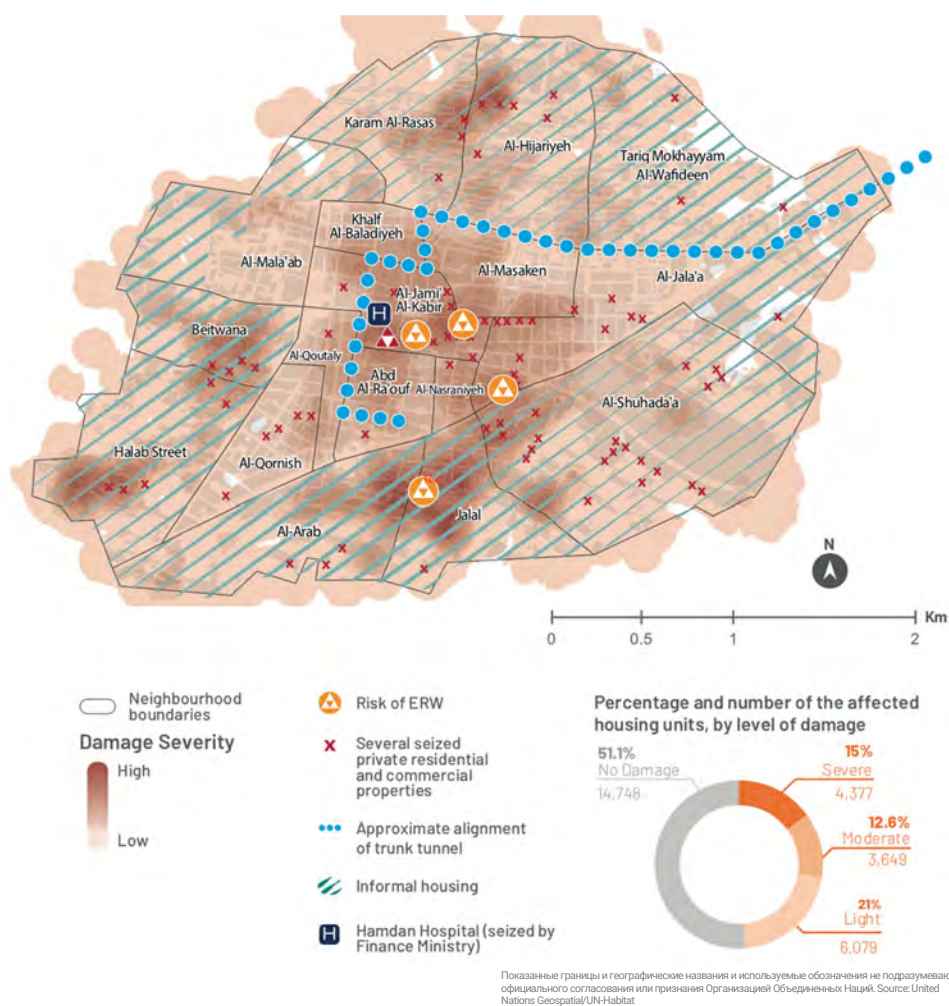 Karam Al-Rasas
Al-Hijariyeh
Tariq Mokhayyam
Al-Wafideen
Khalf
Al-Baladiyeh
Al-Mala'ab
Al-Masaken
Al-Jala'a
Al-Jami'
Al-Kabir
H
Beitwana
Al-Qoutaly
Abd
Al-Ra'ouf
Al-Nasraniyeh
Al-Shuhada'a
Halab Street
Al-Qornish
Jalal
Al-Arab
N
Km
0 0.5 1 2
Neighbourhood
boundaries
Damage Severity
High
Low
Risk of ERW
Several seized
private residential
and commercial
properties
Approximate alignment
of trunk tunnel
Informal housing
H
Hamdan Hospital (seized by
Finance Ministry)
Percentage and number of the affected
housing units, by level of damage
51.1%
No Damage
14,748
15%
Severe
4,377
12.6%
Moderate
3,649
21%
Light
6,079
Показанные границы и географические названия и используемые обозначения не подразумеваю
официального согласования или признания Организацией Объединенных Наций. Source: United
Nations Geospatial/UN-Habitat